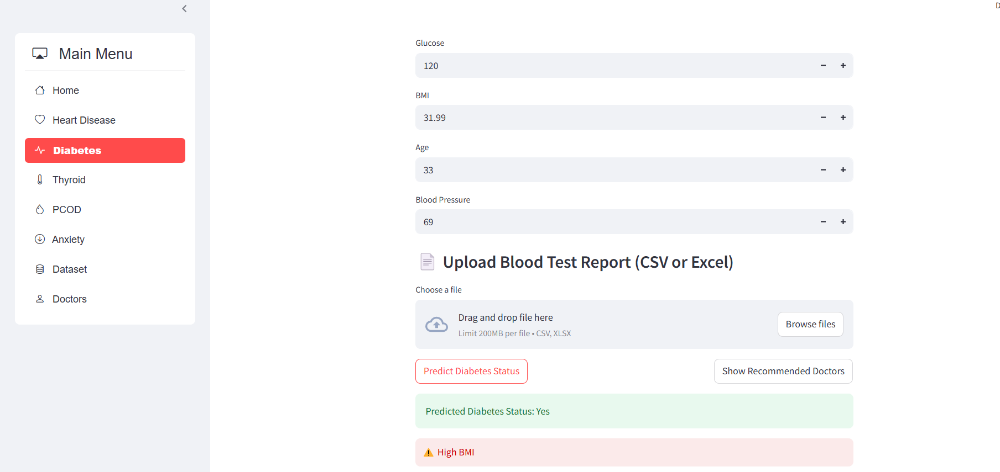 Main Menu
Home
Heart Disease
Diabetes
Thyroid
PCOD
Anxiety
Dataset
Doctors
D
Glucose
120
BMI
31.99
Age
33
Blood Pressure
69
Upload Blood Test Report (CSV or Excel)
Choose a file
Drag and drop file here
Limit 200MB per file • CSV, XLSX
Browse files
Predict Diabetes Status
Show Recommended Doctors
Predicted Diabetes Status: Yes
High BMI